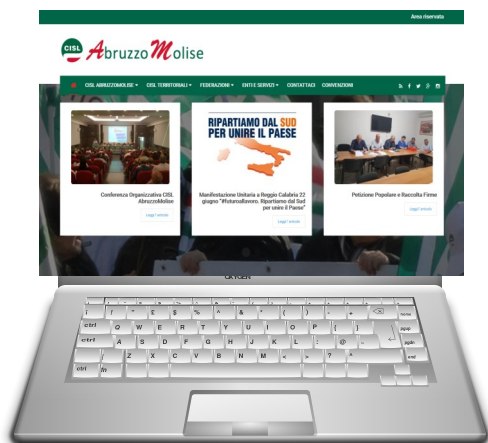 Area riservata
CISL AbruzzoMolise
CISL ABRUZZOMOLISE CISL TERRITORIALI FEDERAZIONI ENTI E SERVIZI CONTATTACI CONVENZIONI
RIPARTIAMO DAL SUD
PER UNIRE IL PAESE
Conferenza Organizzativa CISL
AbruzzoMolise
Leggi l'articolo
Manifestazione Unitaria a Reggio Calabria 22
giugno "#futuroallavoro, Ripartiamo dal Sud
per unire il Paese"
Leggi l'articolo
Petizione Popolare e Raccolta Firme
Leggi l'articolo
! " £ $ % ^ & * ( ) - +
home
ctrl Q W E R T Y U I O P [ ]
pgup
ctrl A S D F G H J K L : @
pgdn
Z X C V B N M < > ? ^
end
ctrl fn